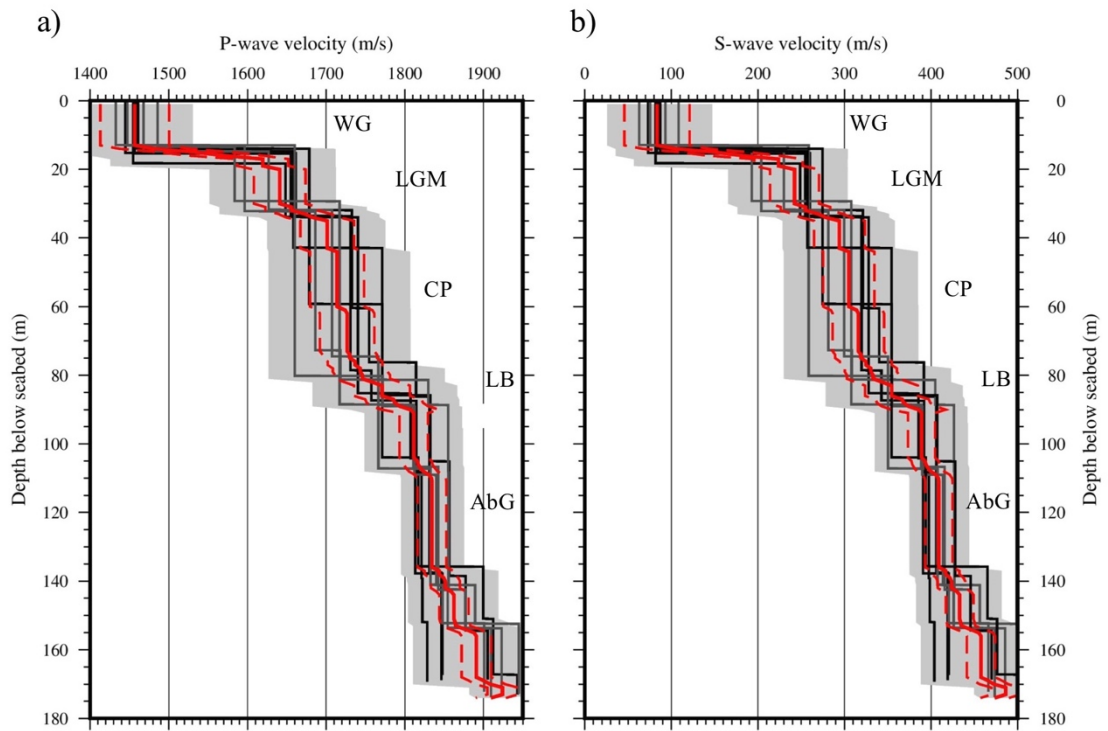 a)
P-wave velocity (m/s)
1400 1500 1600 1700 1800 1900
0
20
40
60
80
100
120
140
160
180
Depth below seabed (m)
WG
LGM
CP
LB
AbG
b)
S-wave velocity (m/s)
0 100 200 300 400 500
WG
LGM
CP
LB
AbG
0
20
40
60
80
100
120
140
160
180
Depth below seabed (m)